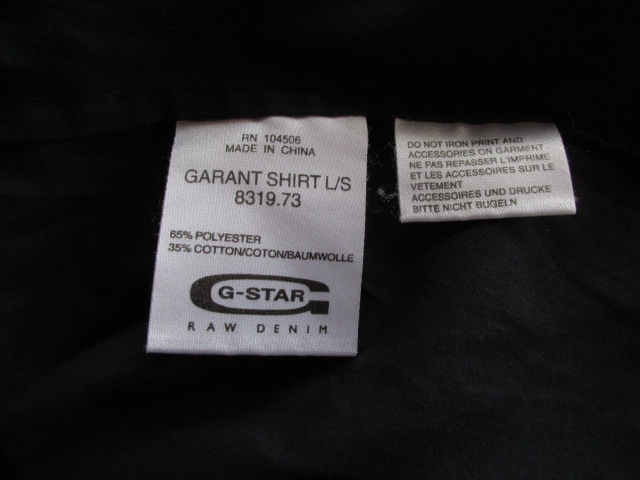 RN 104506
MADE IN CHINA
GARANT SHIRT L/S
8319.73
65% POLYESTER
35% COTTON/COTON/BAUMWOLLE
G-STAR
RAW DENIM
DO NOT IRON PRINT AND
ACCESSORIES ON GARMENT
NE PAS REPASSER L'IMPRIME
ET LES ACCESSOIRES SUR LE
VETEMENT
ACCESSOIRES UND DRUCKE
BITTE NICHT BUGELN